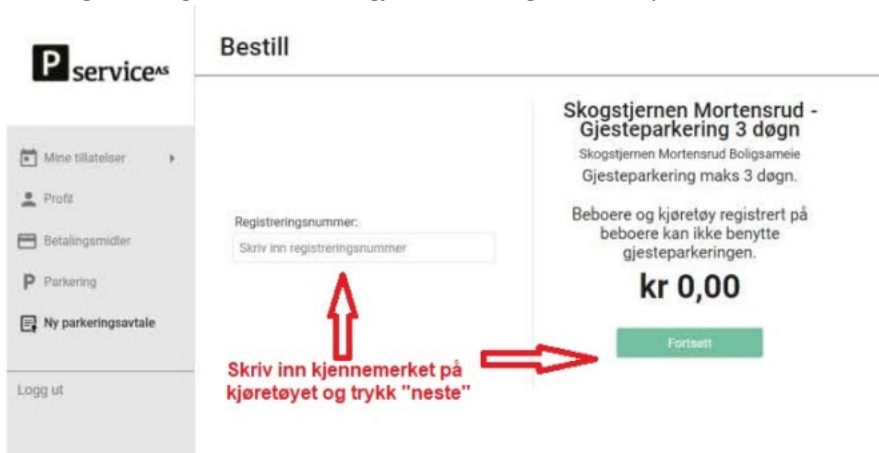 P service AS
Bestill
Mine tillatelser
Profil
Betalingsmidler
P Parkering
Ny parkeringsavtale
Logg ut
Registreringsnummer:
Skriv inn registreringsnummer
Skriv inn kjennemerket på
kjøretøyet og trykk "neste"
Skogstjernen Mortensrud -
Gjesteparkering 3 døgn
Skogstjernen Mortensrud Boligsameie
Gjesteparkering maks 3 døgn.
Beboere og kjøretøy registrert på
beboere kan ikke benytte
gjesteparkeringen.
kr 0,00
Fortsett